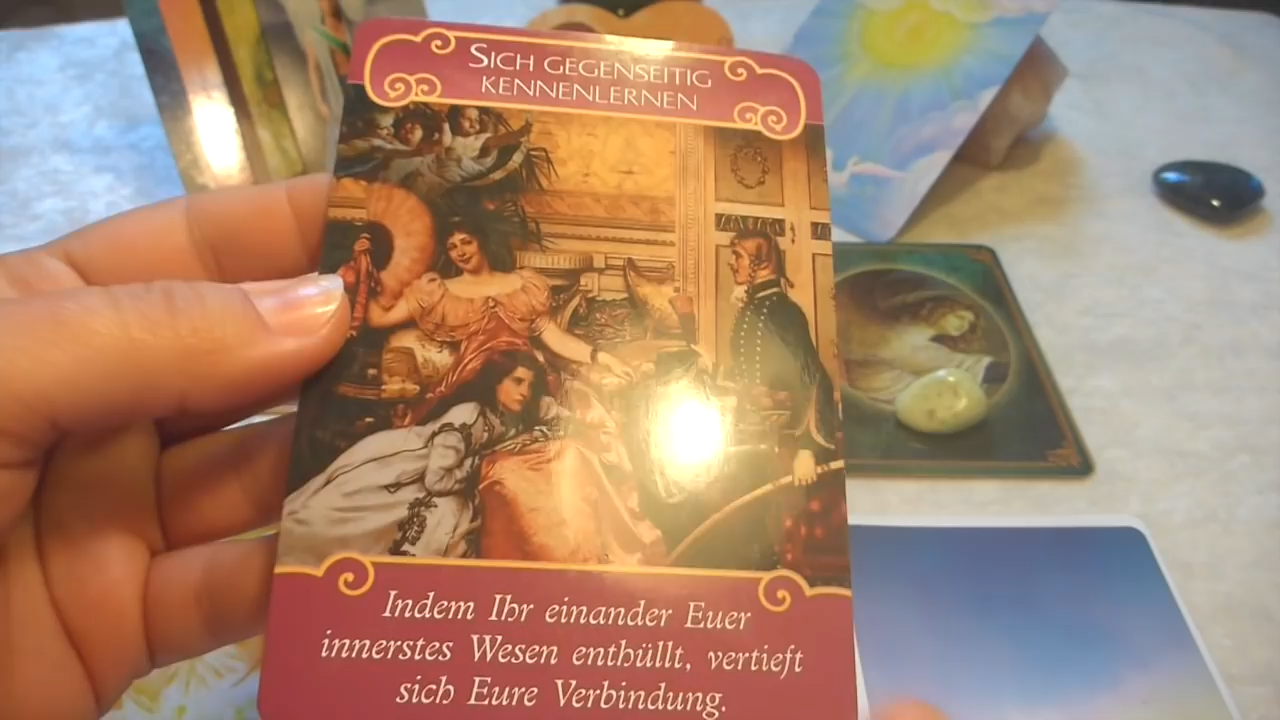 SICH GEGENSEITIG
KENNENLERNEN
Indem Ihr einander Euer
innerstes Wesen enthüllt, vertieft
sich Eure Verbindung.